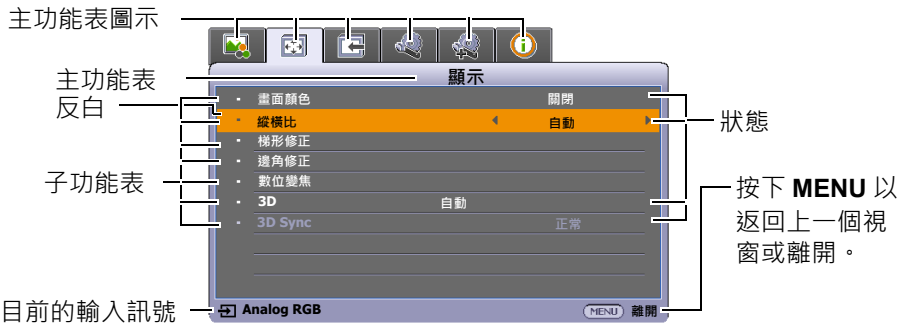 主功能表圖示
主功能表
顯示
反白
畫面顏色 關閉
縱橫比 自動
狀態
梯形修正
邊角修正
子功能表
數位變焦
3D 自動
3D Sync 正常
按下 MENU 以
返回上一個視
窗或離開。
目前的輸入訊號
Analog RGB
MENU 離開